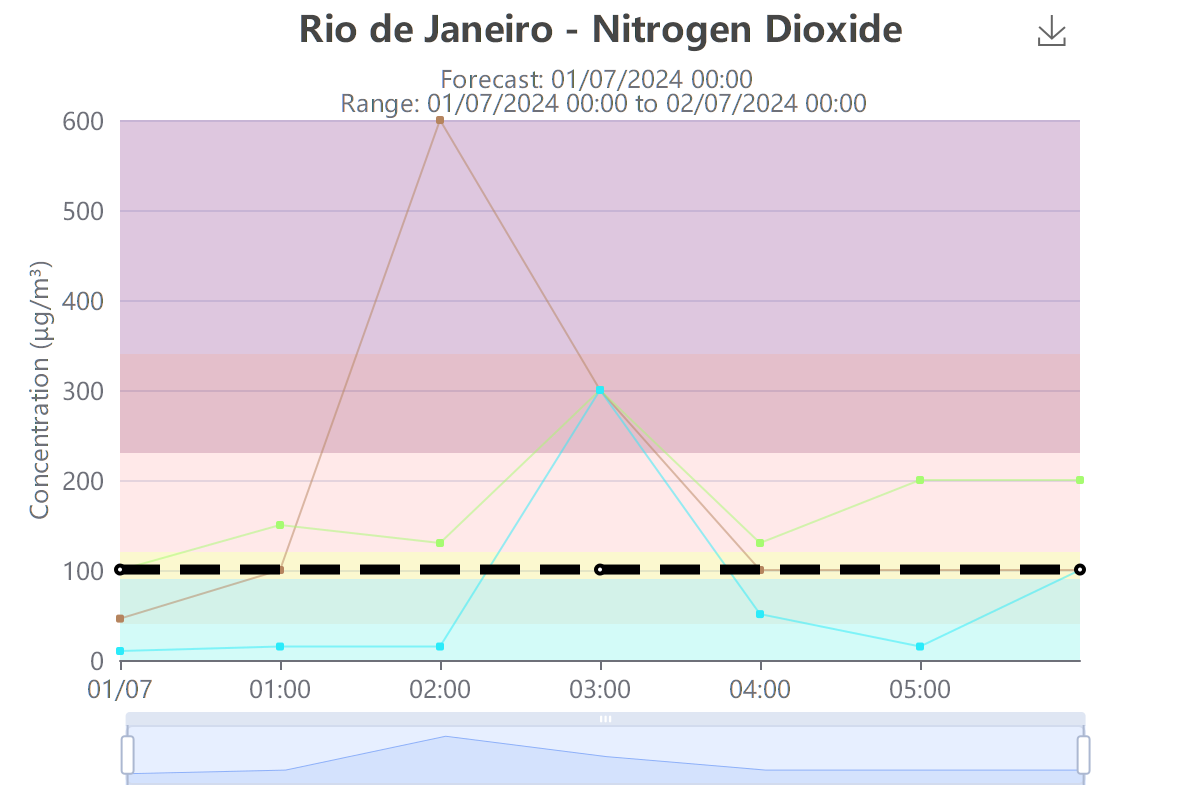 Rio de Janeiro - Nitrogen Dioxide
Forecast: 01/07/2024 00:00
Range: 01/07/2024 00:00 to 02/07/2024 00:00
Concentration (µg/m³)
600
500
400
300
200
100
0
01/07 01:00 02:00 03:00 04:00 05:00